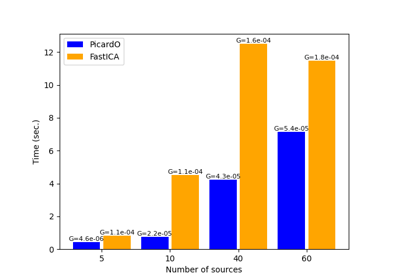 PicardO
FastICA
G=4.6e-06
G=1.1e-04
G=2.2e-05
G=1.1e-04
G=4.3e-05
G=1.6e-04
G=5.4e-05
G=1.8e-04
Time (sec.)
12
10
8
6
4
2
0
5
10
40
60
Number of sources